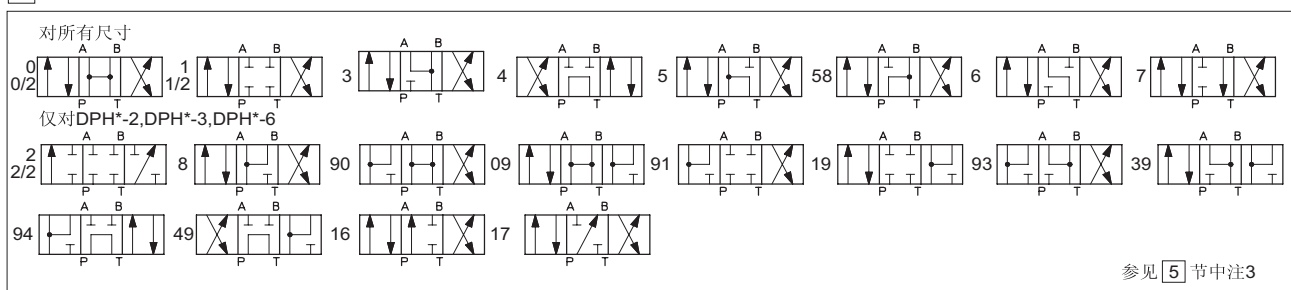 对所有尺寸
A B A B A B A B A B A B A B A B
0 1 3 4 5 58 6 7
0/2 1/2
P T P T P T P T P T P T P T P T
仅对DPH*-2,DPH*-3,DPH*-6
A B A B A B A B A B A B A B A B
2 8 90 09 91 19 93 39
2/2
P T P T P T P T P T P T P T P T
A B A B A B A B
94 49 16 17
P T P T P T P T
参见 5 节中注3